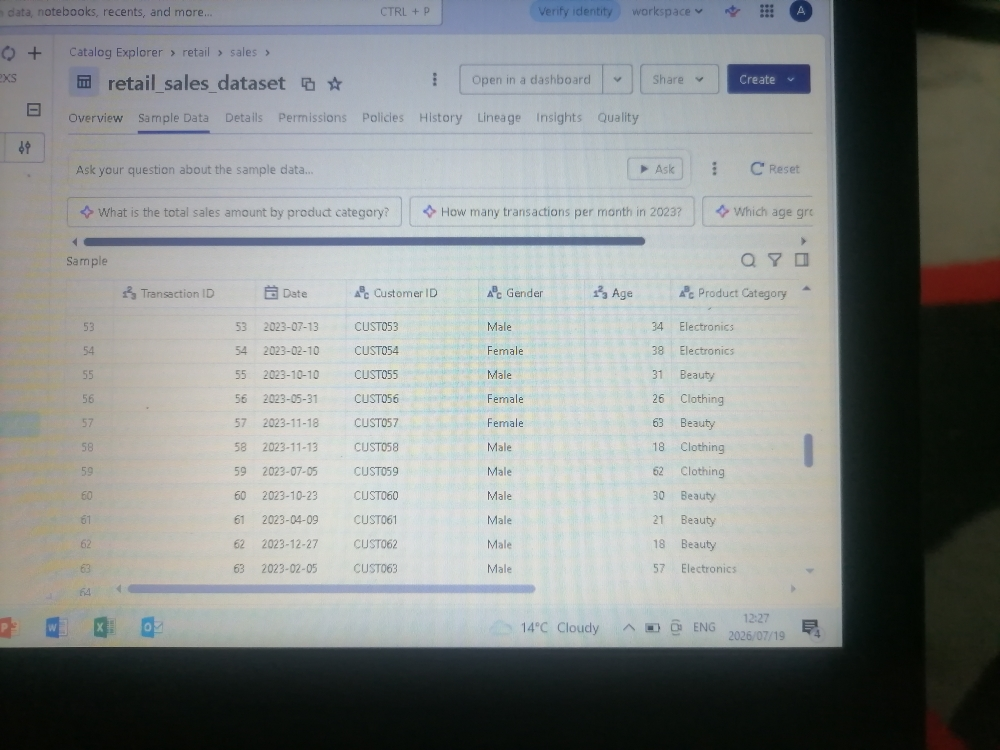 data, notebooks, recents, and more... CTRL + P Verify identity workspace A
Catalog Explorer > retail > sales >
retail_sales_dataset Open in a dashboard Share Create
Overview Sample Data Details Permissions Policies History Lineage Insights Quality
Ask your question about the sample data... Ask Reset
What is the total sales amount by product category? How many transactions per month in 2023? Which age gro
Sample
Transaction ID Date Customer ID Gender Age Product Category
53 53 2023-07-13 CUST053 Male 34 Electronics
54 54 2023-02-10 CUST054 Female 38 Electronics
55 55 2023-10-10 CUST055 Male 31 Beauty
56 56 2023-05-31 CUST056 Female 26 Clothing
57 57 2023-11-18 CUST057 Female 63 Beauty
58 58 2023-11-13 CUST058 Male 18 Clothing
59 59 2023-07-05 CUST059 Male 62 Clothing
60 60 2023-10-23 CUST060 Male 30 Beauty
61 61 2023-04-09 CUST061 Male 21 Beauty
62 62 2023-12-27 CUST062 Male 18 Beauty
63 63 2023-02-05 CUST063 Male 57 Electronics
64
14°C Cloudy ENG 12:27
2026/07/19 4